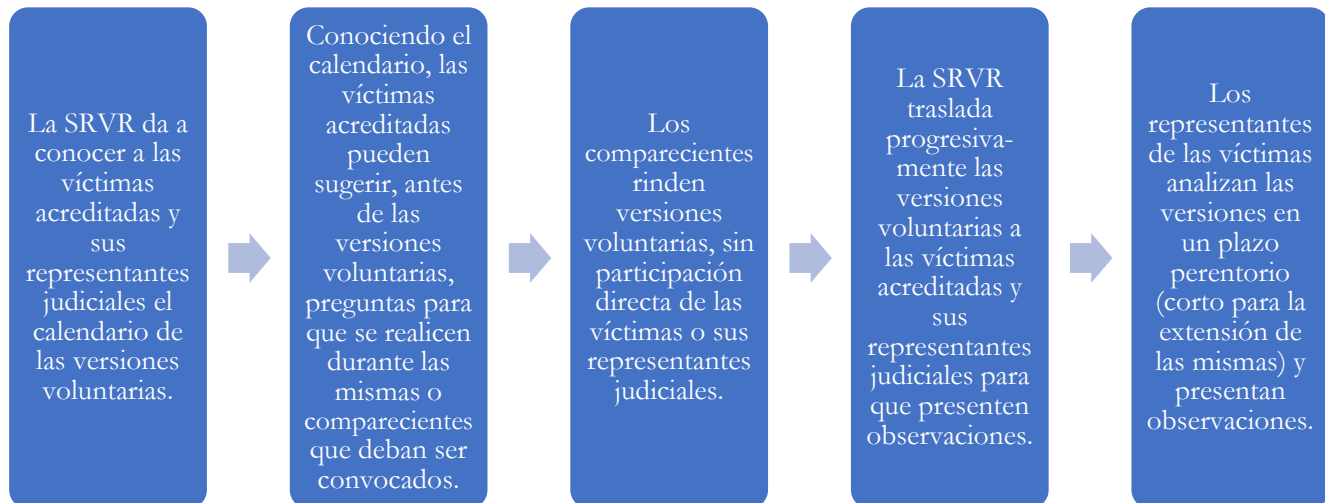 La SRVR da a
conocer a las
víctimas
acreditadas y
sus
representantes
judiciales el
calendario de
las versiones
voluntarias.
Conociendo el
calendario, las
víctimas
acreditadas
pueden
sugerir, antes
de las
versiones
voluntarias,
preguntas para
que se realicen
durante las
mismas o
comparecientes
que deban ser
convocados.
Los
comparecientes
rinden
versiones
voluntarias, sin
participación
directa de las
víctimas o sus
representantes
judiciales.
La SRVR
traslada
progresiva-
mente las
versiones
voluntarias a
las víctimas
acreditadas y
sus
representantes
judiciales para
que presenten
observaciones.
Los
representantes
de las víctimas
analizan las
versiones en
un plazo
perentorio
(corto para la
extensión de
las mismas) y
presentan
observaciones.